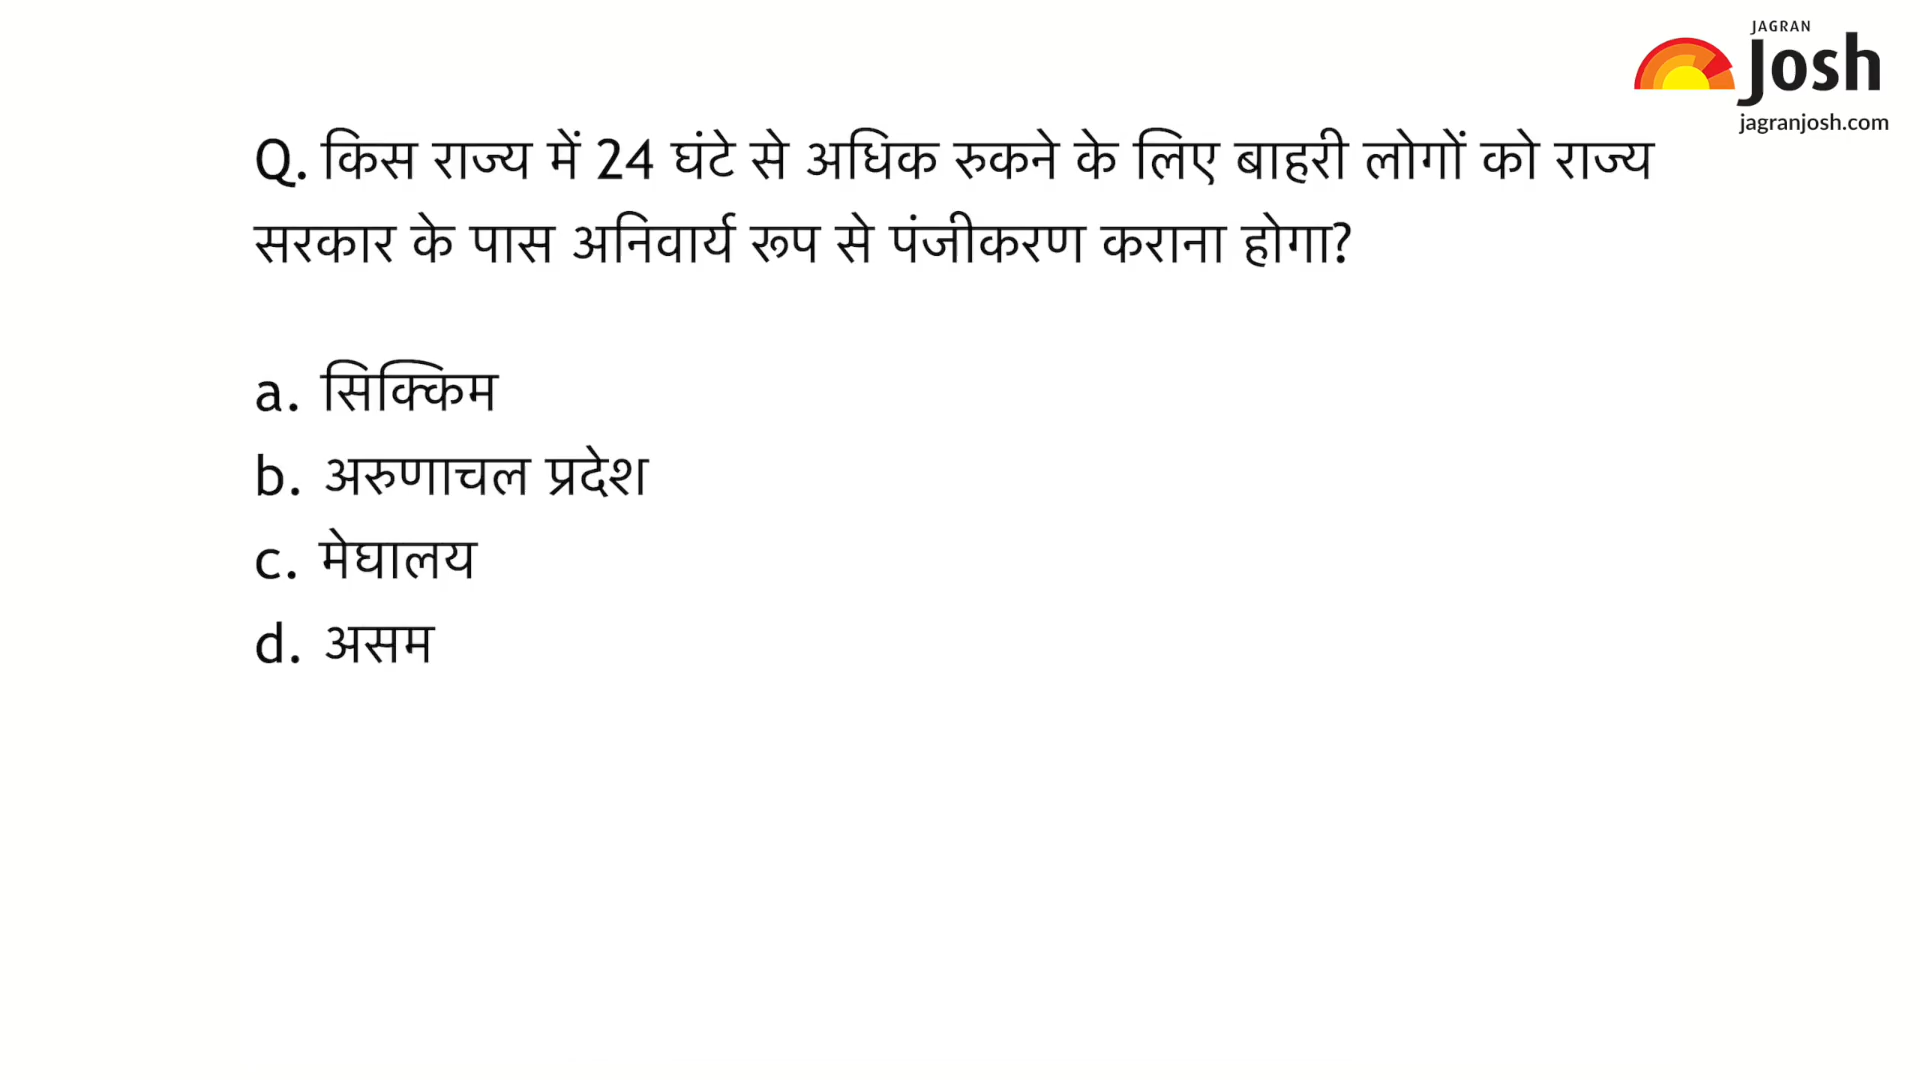 JAGRAN
Josh
jagranjosh.com
Q. किस राज्य में 24 घंटे से अधिक रुकने के लिए बाहरी लोगों को राज्य
सरकार के पास अनिवार्य रूप से पंजीकरण कराना होगा?
a. सिक्किम
b. अरुणाचल प्रदेश
c. मेघालय
d. असम